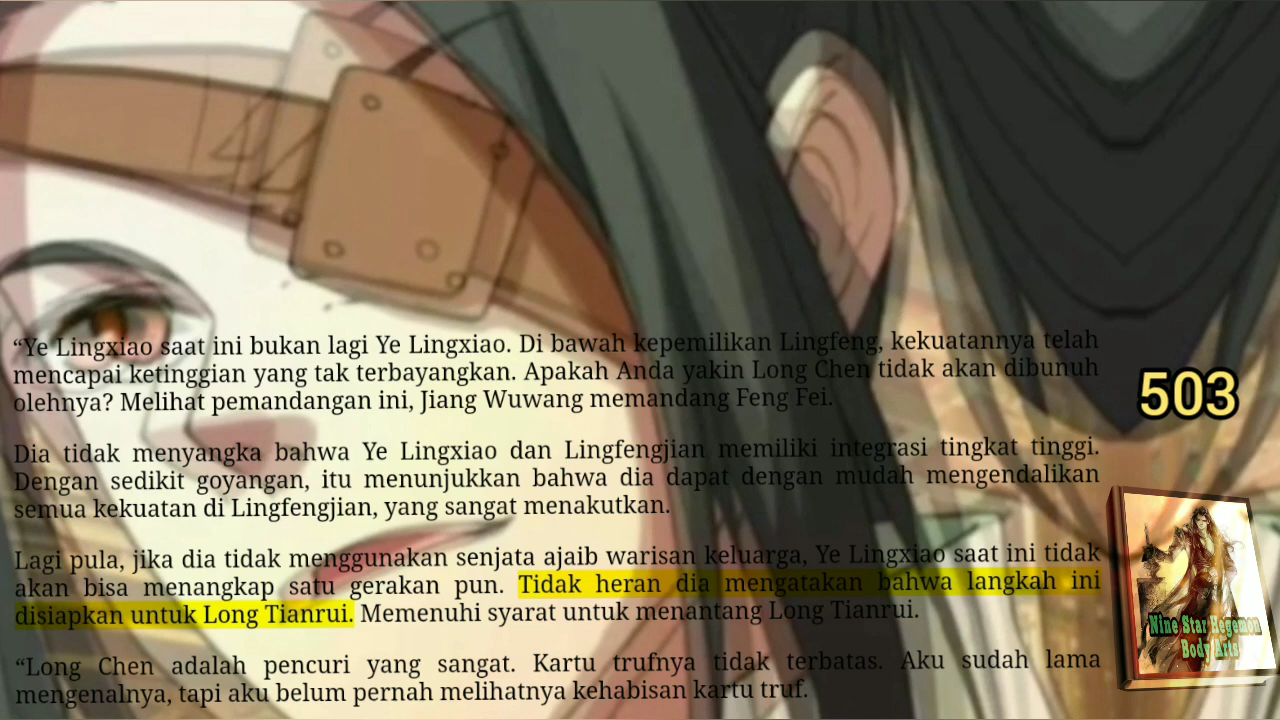 “Ye Lingxiao saat ini bukan lagi Ye Lingxiao. Di bawah kepemilikan Lingfeng, kekuatannya telah
mencapai ketinggian yang tak terbayangkan. Apakah Anda yakin Long Chen tidak akan dibunuh
olehnya? Melihat pemandangan ini, Jiang Wuwang memandang Feng Fei.
Dia tidak menyangka bahwa Ye Lingxiao dan Lingfengjian memiliki integrasi tingkat tinggi.
Dengan sedikit goyangan, itu menunjukkan bahwa dia dapat dengan mudah mengendalikan
semua kekuatan di Lingfengjian, yang sangat menakutkan.
Lagi pula, jika dia tidak menggunakan senjata ajaib warisan keluarga, Ye Lingxiao saat ini tidak
akan bisa menangkap satu gerakan pun. Tidak heran dia mengatakan bahwa langkah ini
disiapkan untuk Long Tianrui. Memenuhi syarat untuk menantang Long Tianrui.
“Long Chen adalah pencuri yang sangat. Kartu trufnya tidak terbatas. Aku sudah lama
mengenalnya, tapi aku belum pernah melihatnya kehabisan kartu truf.
503
Nine Star Hegemon
Body Arts